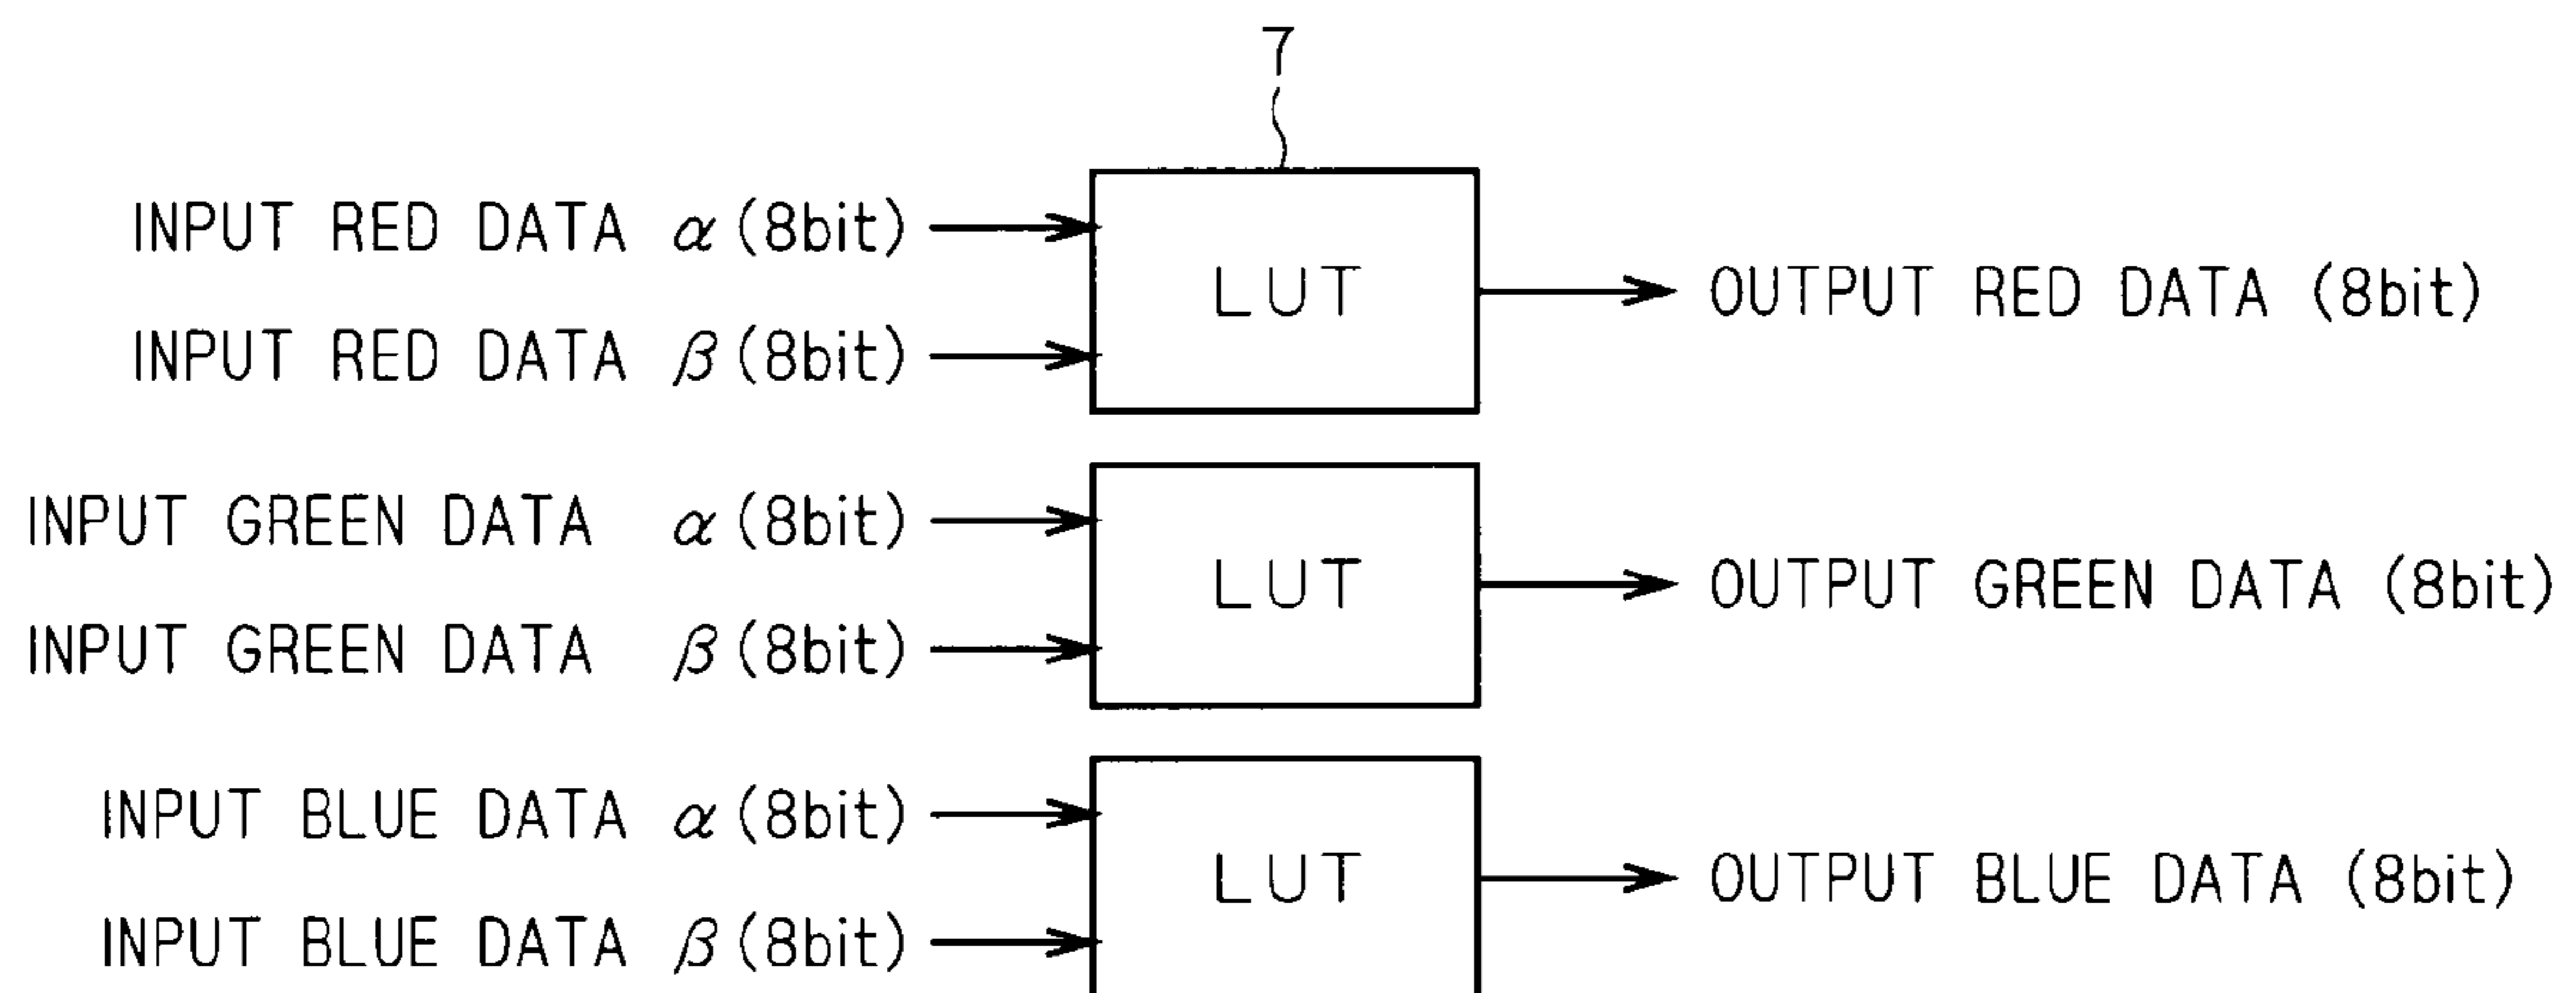 7
INPUT RED DATA α(8bit)
INPUT RED DATA β(8bit)
LUT
OUTPUT RED DATA (8bit)
INPUT GREEN DATA α(8bit)
INPUT GREEN DATA β(8bit)
LUT
OUTPUT GREEN DATA (8bit)
INPUT BLUE DATA α(8bit)
INPUT BLUE DATA β(8bit)
LUT
OUTPUT BLUE DATA (8bit)